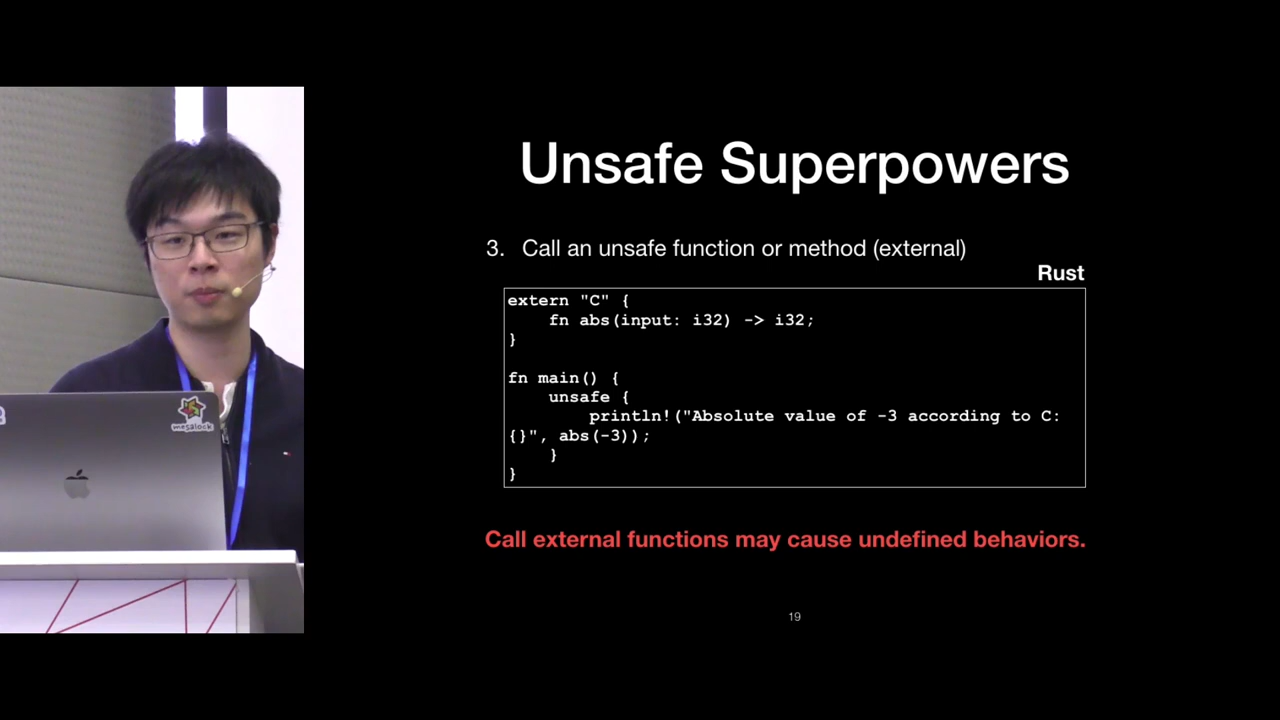 Unsafe Superpowers
3. Call an unsafe function or method (external)
Rust
extern "C" {
    fn abs(input: i32) -> i32;
}
fn main() {
    unsafe {
        println!("Absolute value of -3 according to C:
{}", abs(-3));
    }
}
Call external functions may cause undefined behaviors.
19
mesalock